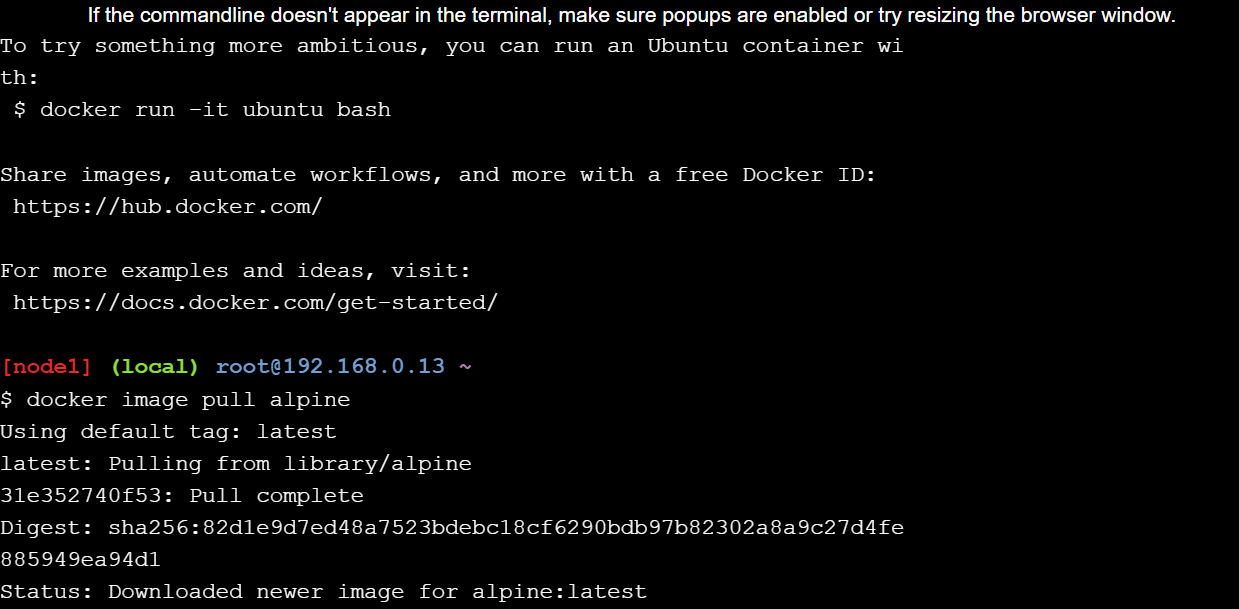 If the commandline doesn't appear in the terminal, make sure popups are enabled or try resizing the browser window.
To try something more ambitious, you can run an Ubuntu container wi
th:
$ docker run -it ubuntu bash
Share images, automate workflows, and more with a free Docker ID:
https://hub.docker.com/
For more examples and ideas, visit:
https://docs.docker.com/get-started/
[node1] (local) root@192.168.0.13 ~
$ docker image pull alpine
Using default tag: latest
latest: Pulling from library/alpine
31e352740f53: Pull complete
Digest: sha256:82d1e9d7ed48a7523bdebc18cf6290bdb97b82302a8a9c27d4fe
885949ea94d1
Status: Downloaded newer image for alpine:latest